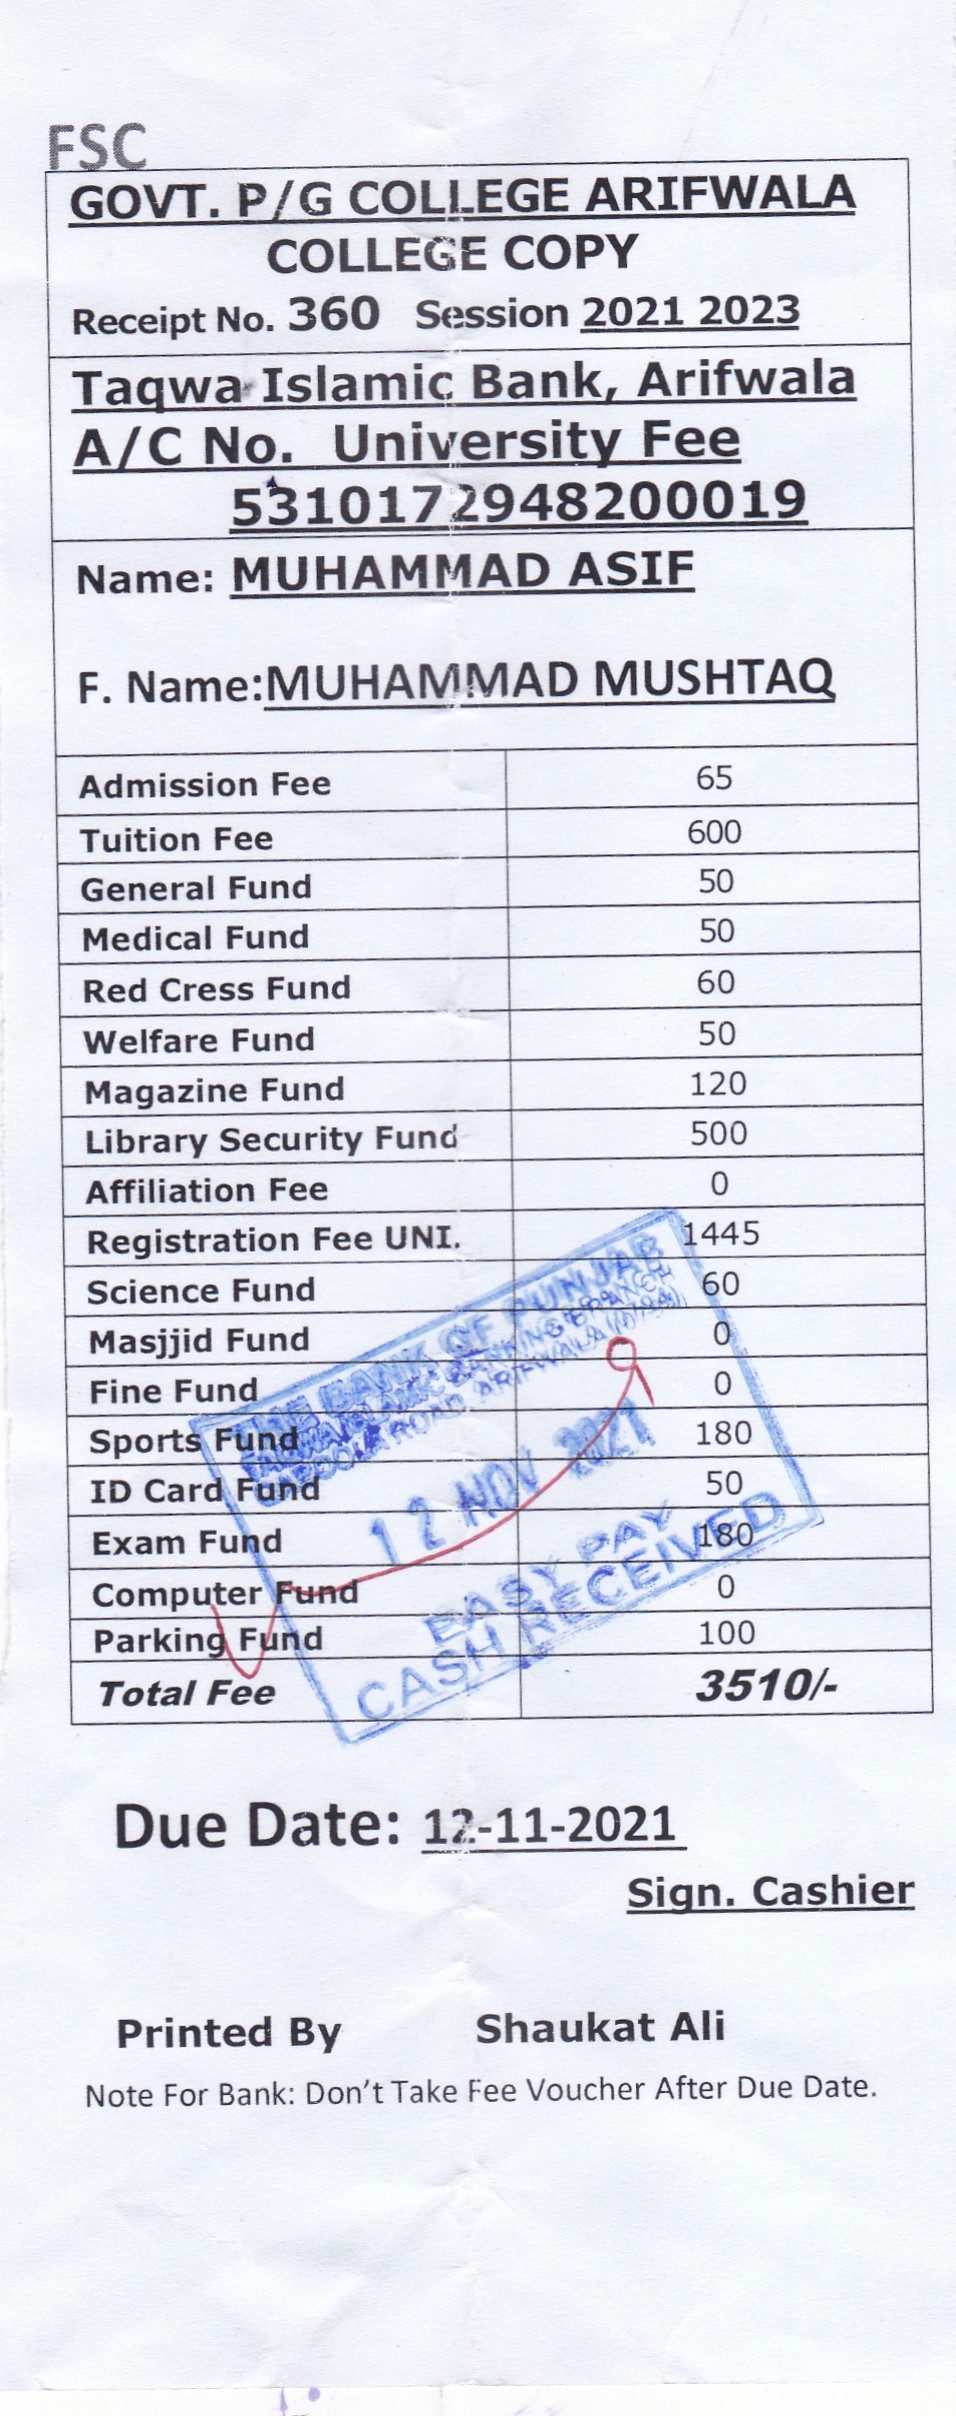 FSC
GOVT. P/G COLLEGE ARIFWALA
COLLEGE COPY
Receipt No. 360 Session 2021 2023
Taqwa Islamic Bank, Arifwala
A/C No. University Fee
5310172948200019
Name: MUHAMMAD ASIF
F. Name:MUHAMMAD MUSHTAQ
Admission Fee 65
Tuition Fee 600
General Fund 50
Medical Fund 50
Red Cress Fund 60
Welfare Fund 50
Magazine Fund 120
Library Security Fund 500
Affiliation Fee 0
Registration Fee UNI. 1445
Science Fund 60
Masjjid Fund 0
Fine Fund 0
Sports Fund 180
ID Card Fund 50
Exam Fund 180
Computer Fund 0
Parking Fund 100
Total Fee 3510/-
THE BANK OF PUNJAB
BANKING BRANCH
ROAD, ARIFWALA
12 NOV 2021
EASY PAY
CASH RECEIVED
Due Date: 12-11-2021
Sign. Cashier
Printed By Shaukat Ali
Note For Bank: Don't Take Fee Voucher After Due Date.